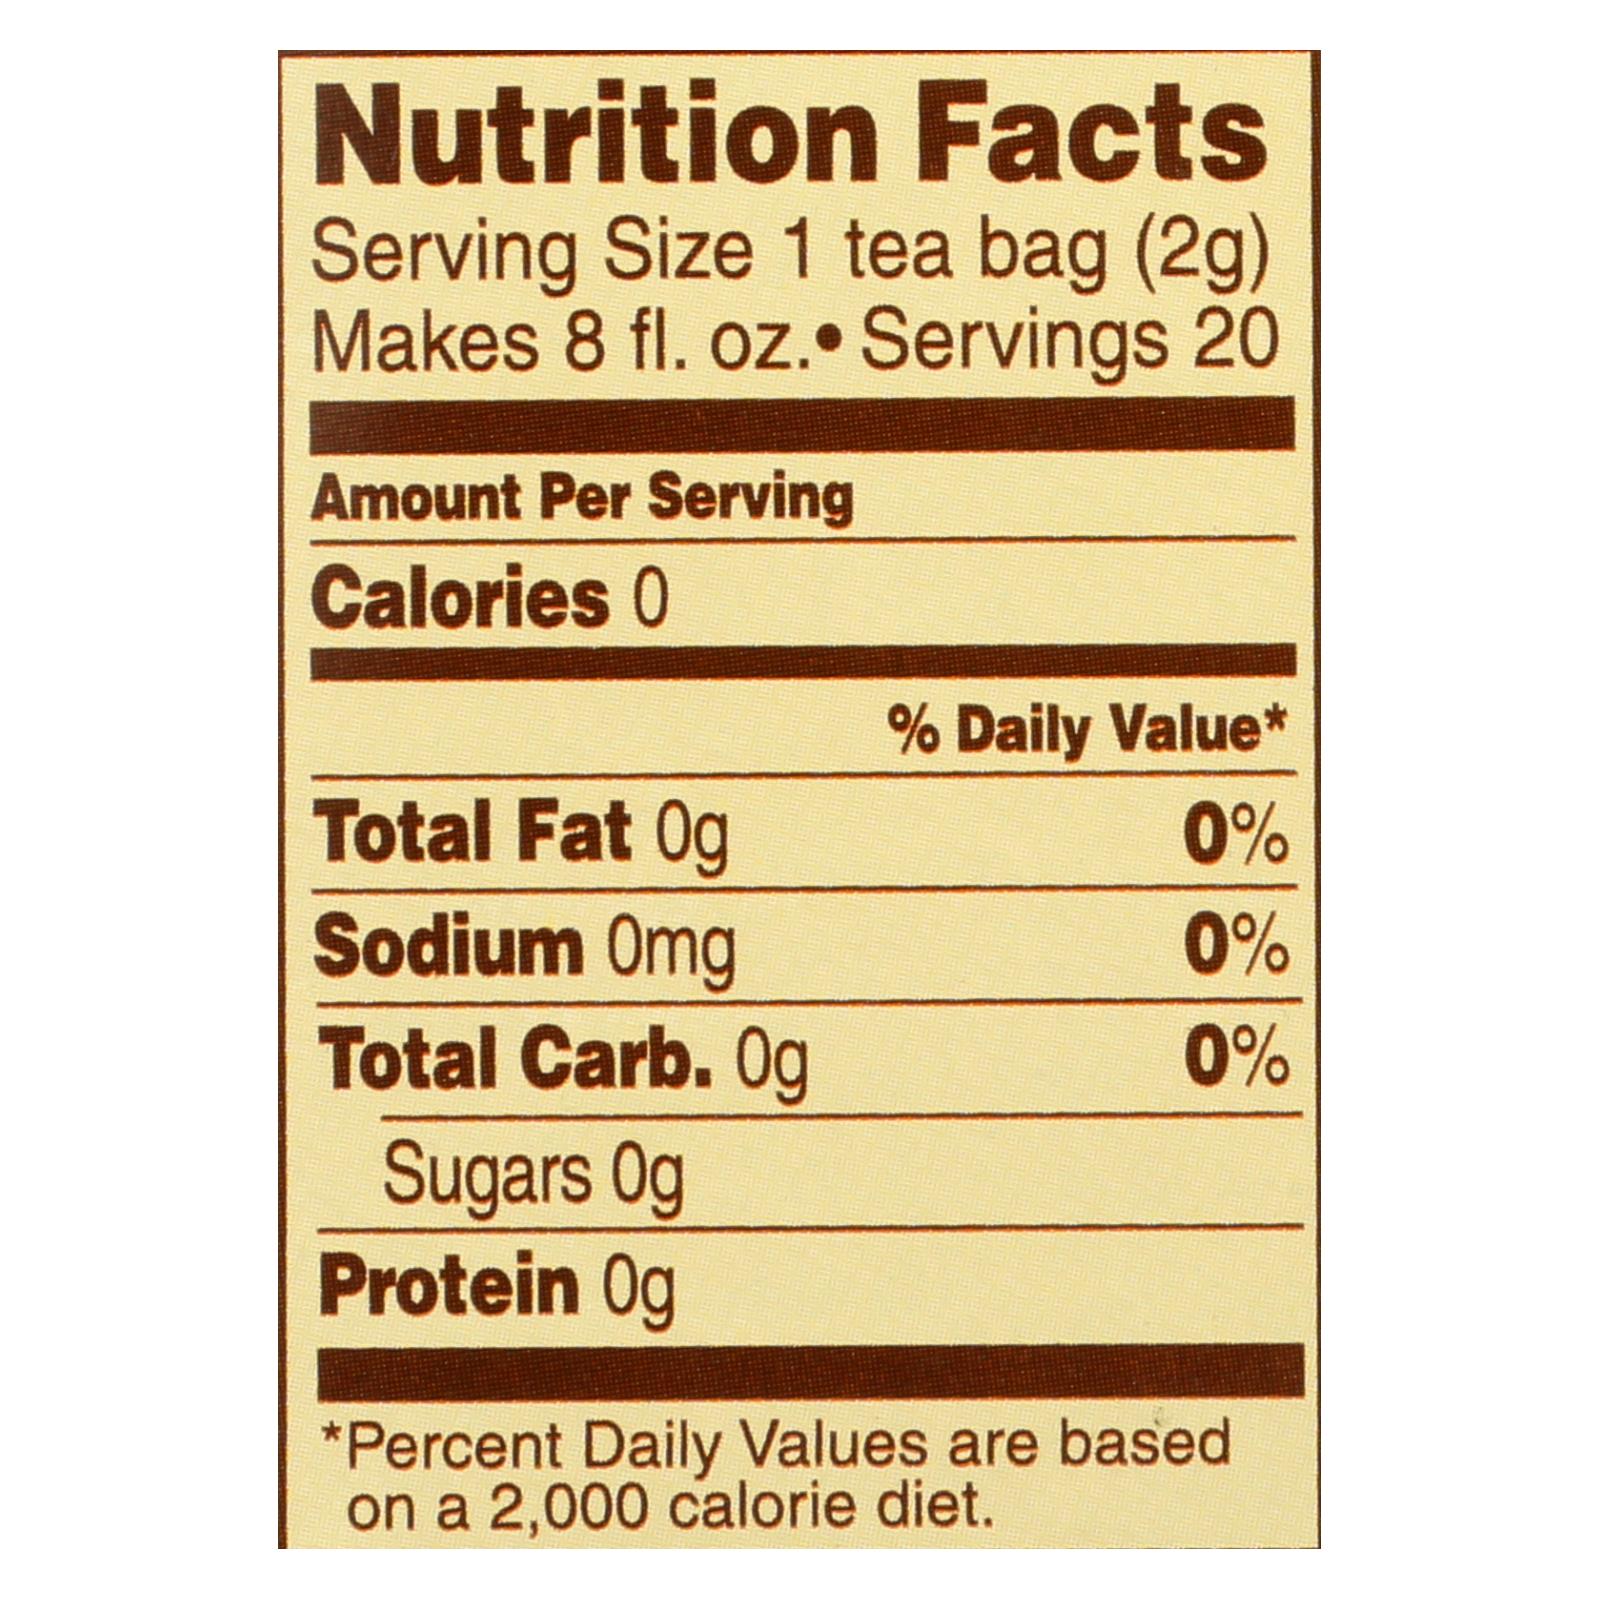 Nutrition Facts
Serving Size 1 tea bag (2g)
Makes 8 fl. oz.• Servings 20
Amount Per Serving
Calories 0
% Daily Value*
Total Fat 0g 0%
Sodium 0mg 0%
Total Carb. 0g 0%
Sugars 0g
Protein 0g
*Percent Daily Values are based
on a 2,000 calorie diet.